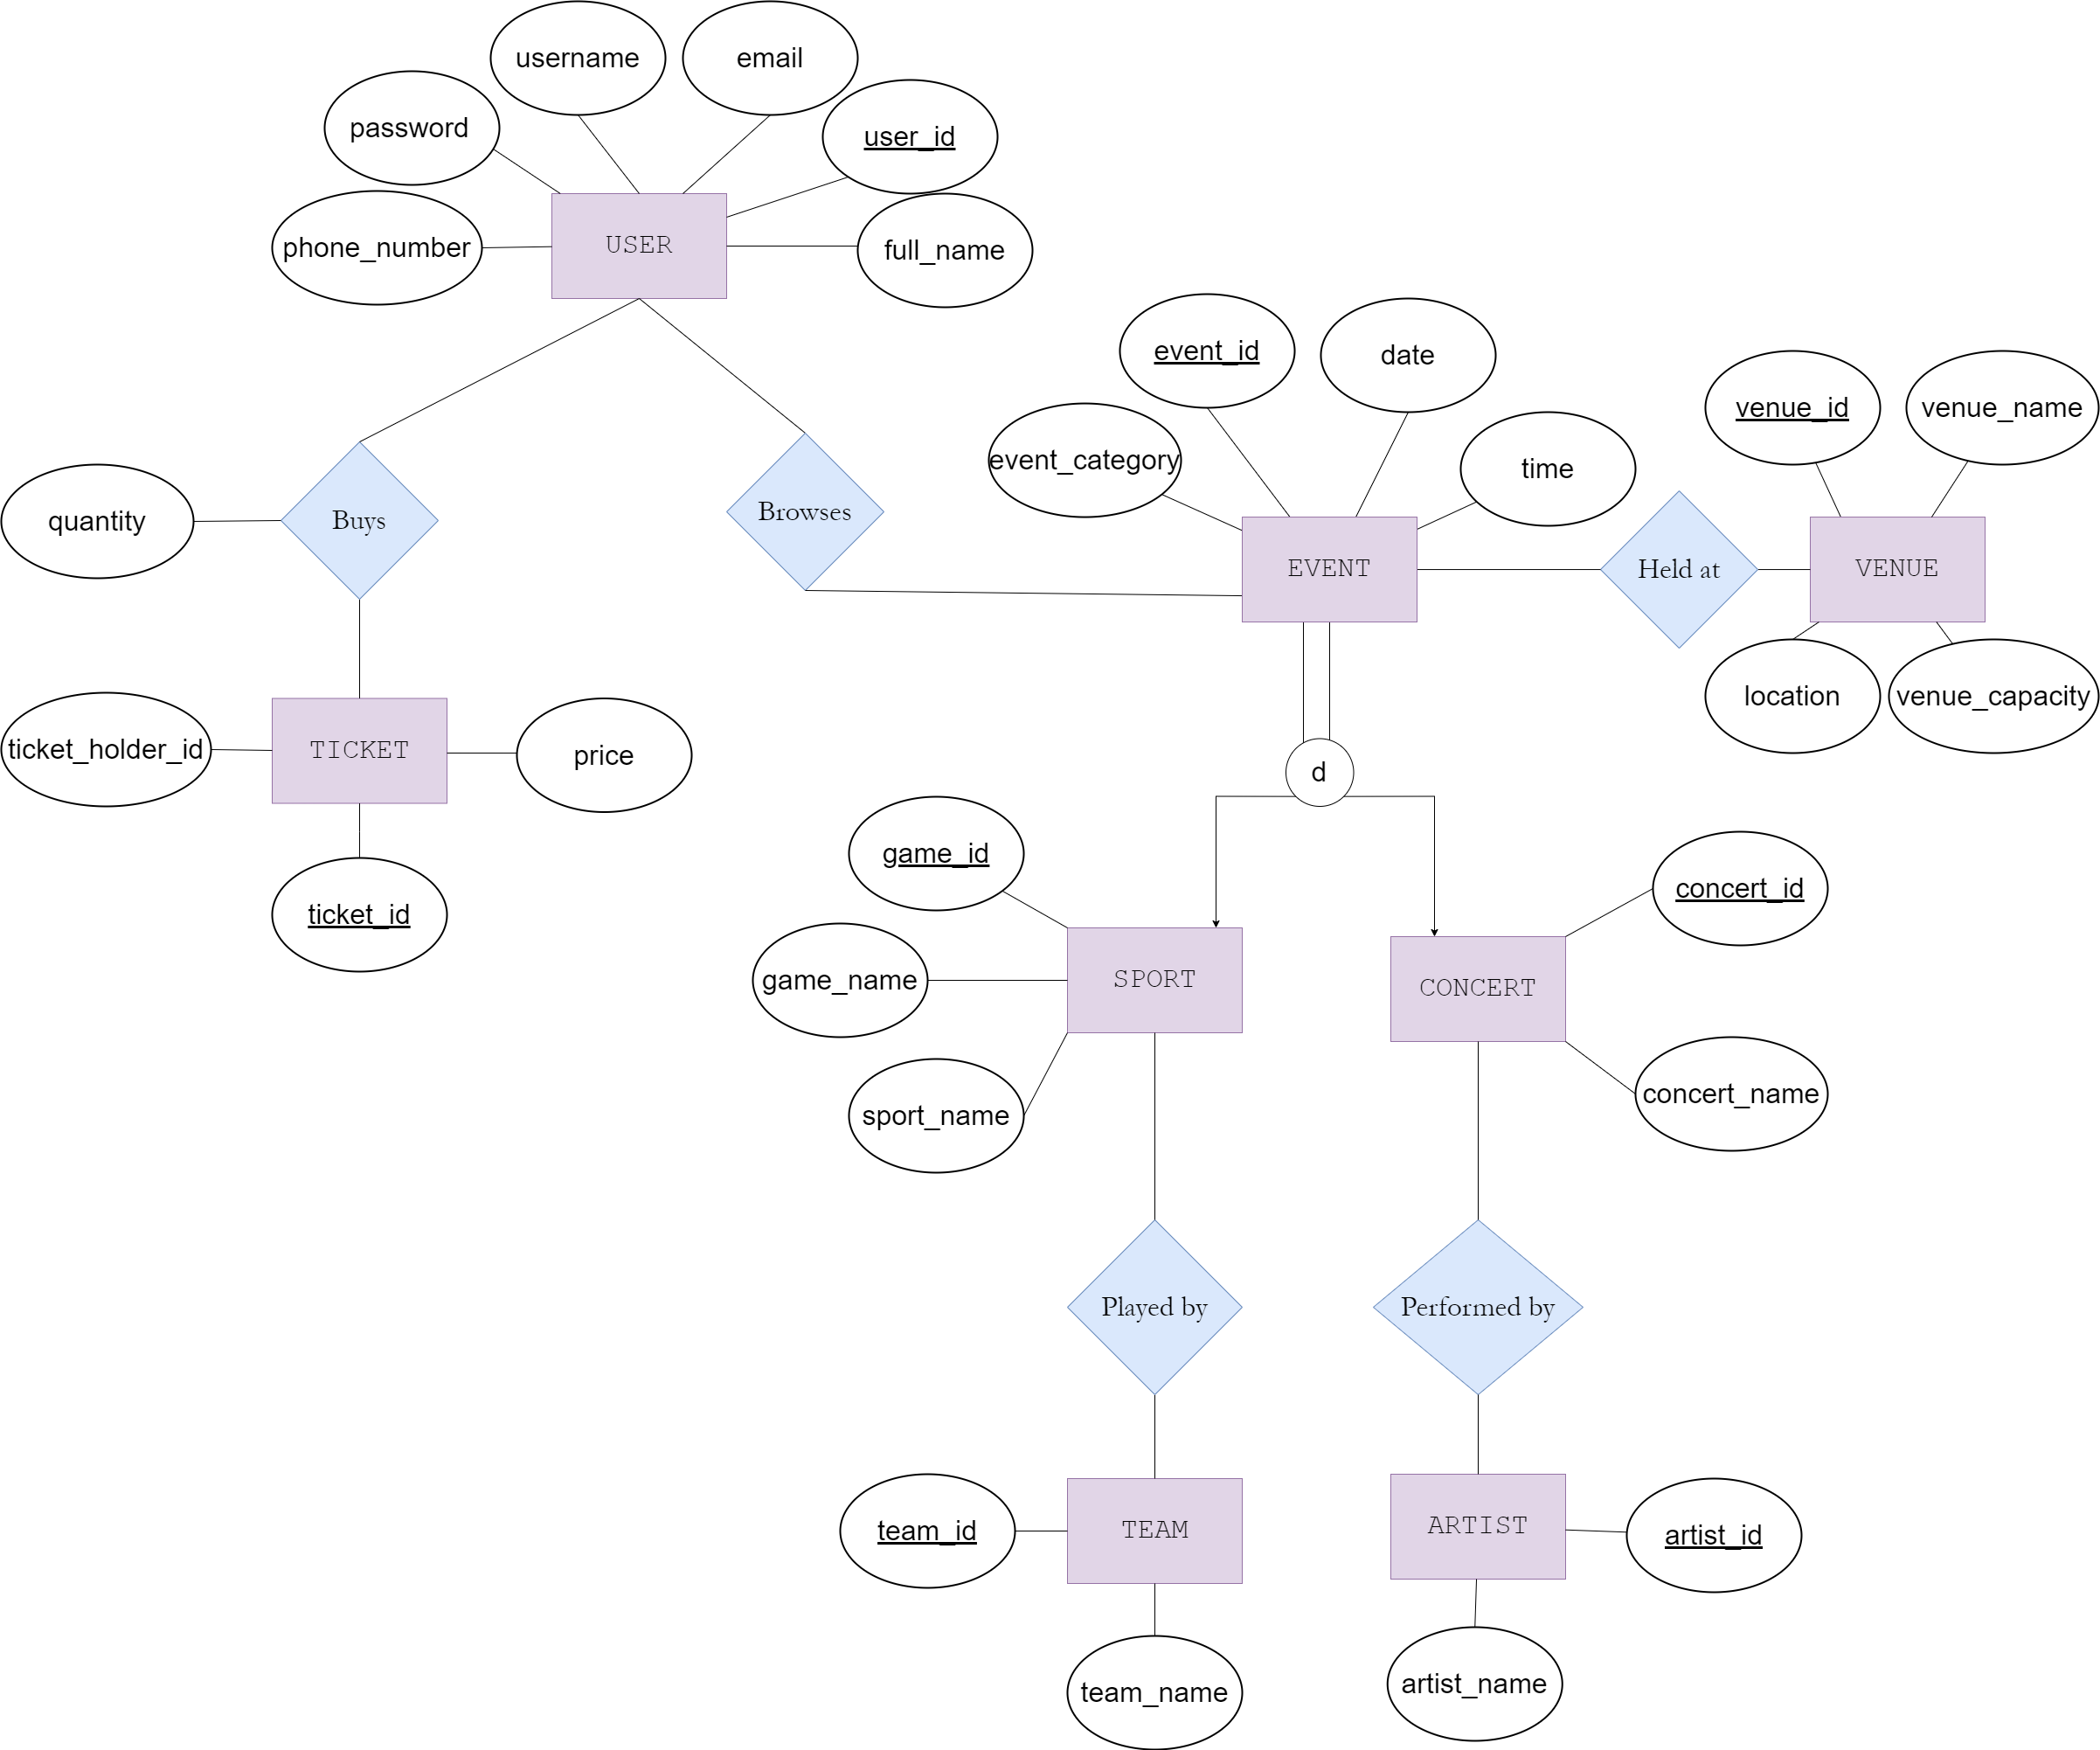 username
email
password
user_id
phone_number
USER
full_name
event_id
date
venue_id
venue_name
event_category
time
quantity
Buys
Browses
EVENT
Held at
VENUE
location
venue_capacity
ticket_holder_id
TICKET
price
d
game_id
concert_id
ticket_id
game_name
SPORT
CONCERT
sport_name
concert_name
Played by
Performed by
team_id
TEAM
ARTIST
artist_id
team_name
artist_name